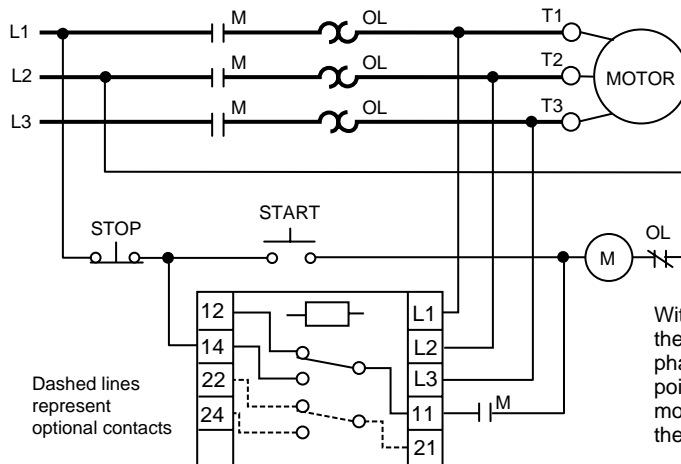 L1
M
OL
T1
L2
M
OL
T2
MOTOR
L3
M
OL
T3
STOP
START
M
OL
12
14
22
24
L1
L2
L3
11
M
21
Dashed lines
represent
optional contacts
the